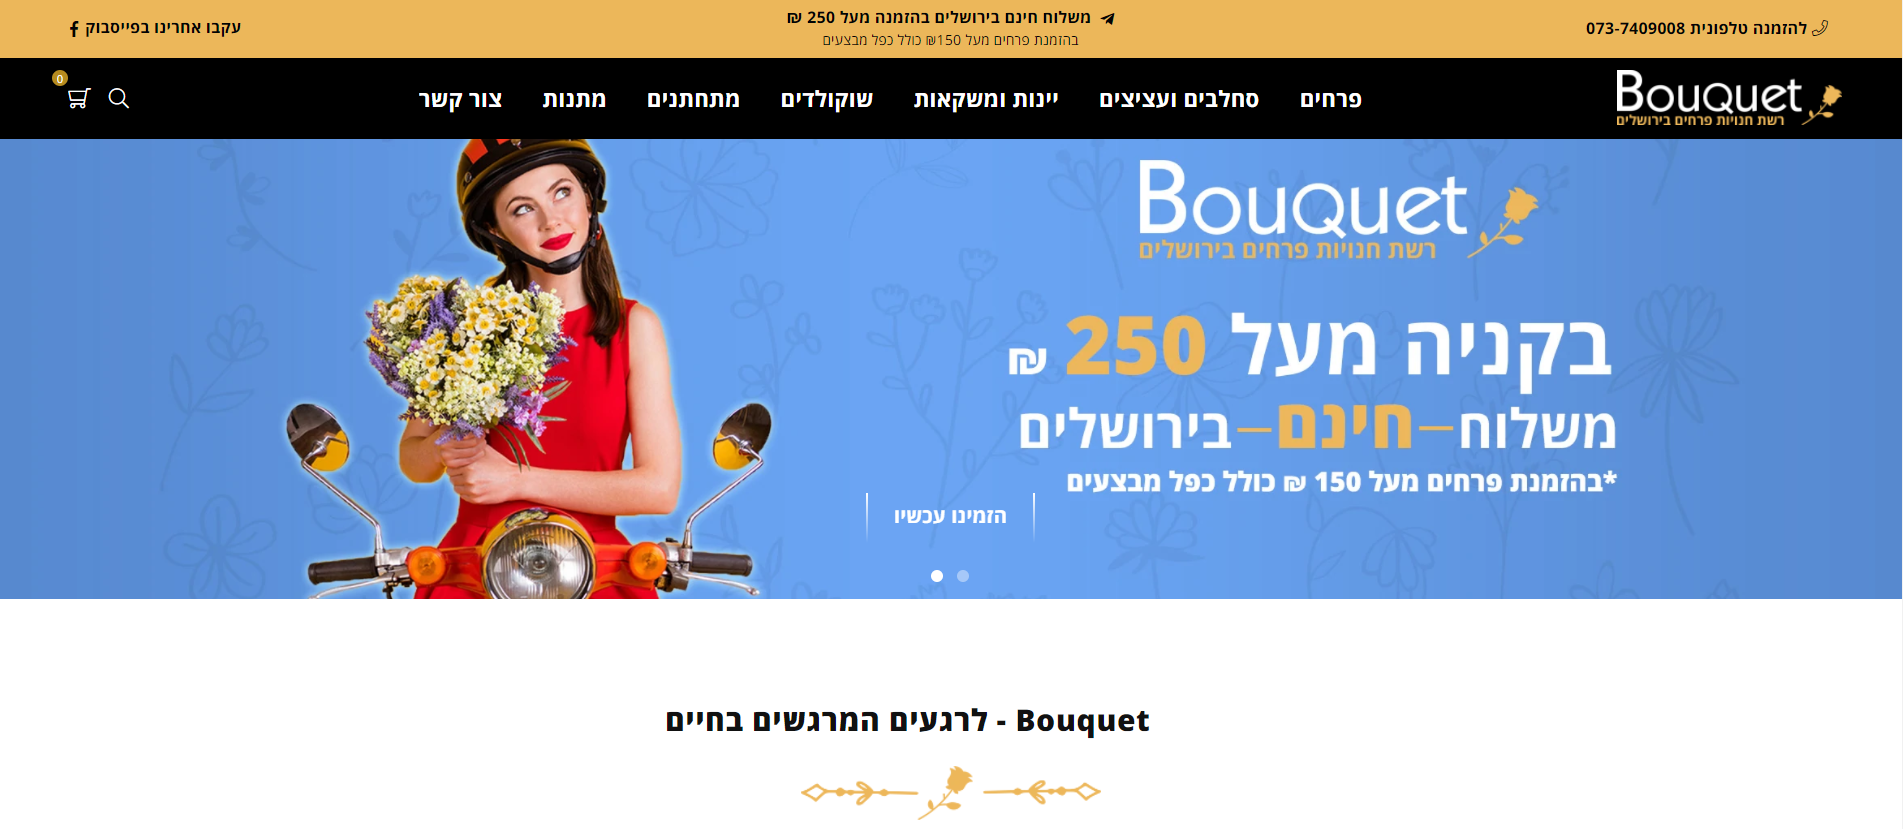 להזמנה טלפונית 073-7409008
משלוח חינם בירושלים בהזמנה מעל 250 ₪
בהזמנת פרחים מעל 150₪ כולל כפל מבצעים
עקבו אחרינו בפייסבוק
Bouquet
רשת חנויות פרחים בירושלים
פרחים
סחלבים ועציצים
יינות ומשקאות
שוקולדים
מתחתנים
מתנות
צור קשר
0
Bouquet
רשת חנויות פרחים בירושלים
בקניה מעל 250 ₪
משלוח-חינם-בירושלים
*בהזמנת פרחים מעל 150 ₪ כולל כפל מבצעים
הזמינו עכשיו
Bouquet - לרגעים המרגשים בחיים